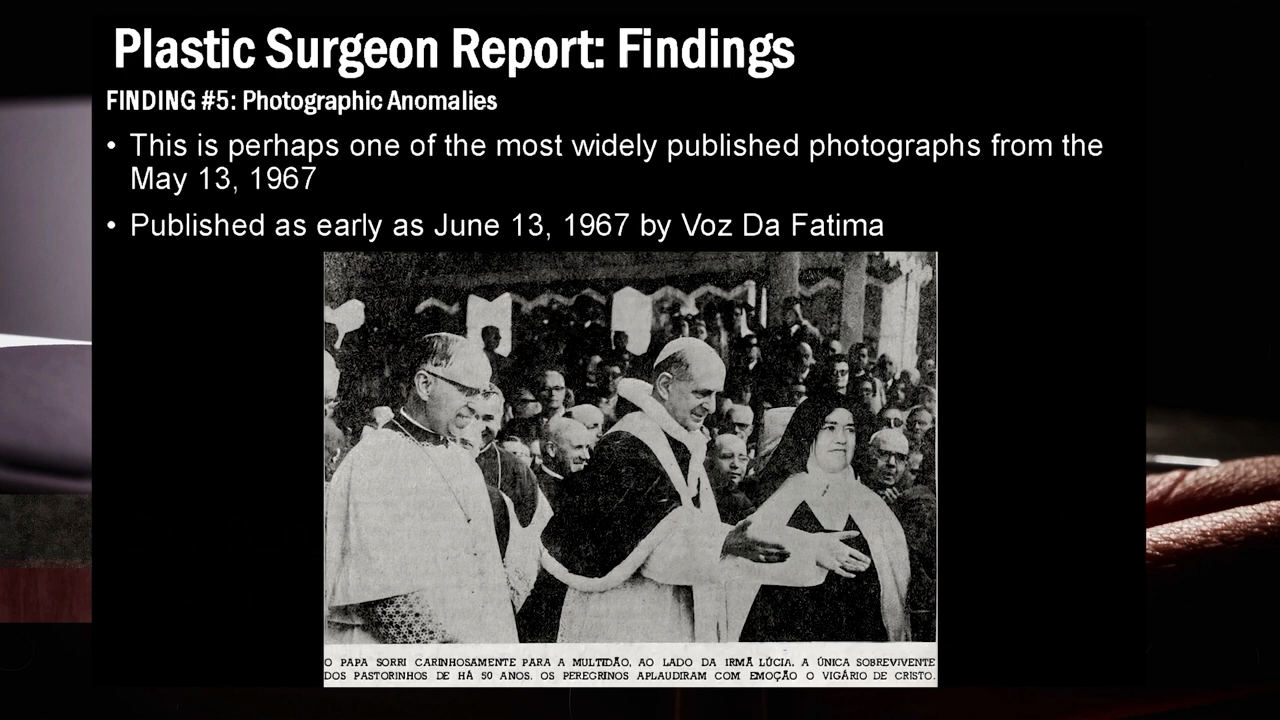 Plastic Surgeon Report: Findings
FINDING #5: Photographic Anomalies
• This is perhaps one of the most widely published photographs from the
May 13, 1967
• Published as early as June 13, 1967 by Voz Da Fatima
O PAPA SORRI CARINHOSAMENTE PARA A MULTIDÃO, AO LADO DA IRMÃ LÚCIA, A ÚNICA SOBREVIVENTE
DOS PASTORINHOS DE HÁ 50 ANOS. OS PEREGRINOS APLAUDIRAM COM EMOÇÃO O VIGÁRIO DE CRISTO.